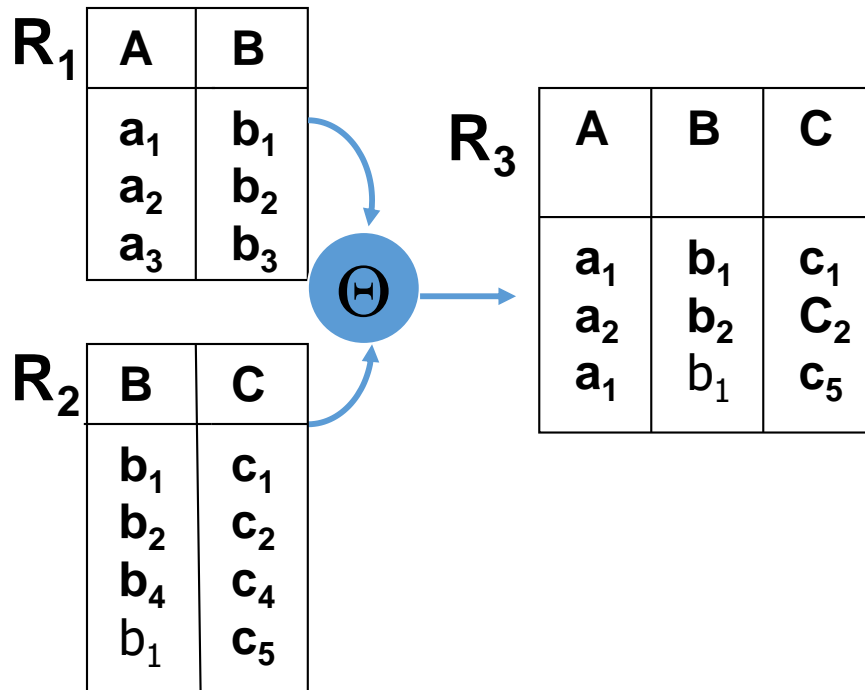 R₁
A B
a₁ b₁
a₂ b₂
a₃ b₃
Θ
R₂
B C
b₁ c₁
b₂ c₂
b₄ c₄
b₁ c₅
R₃
A B C
a₁ b₁ c₁
a₂ b₂ C₂
a₁ b₁ c₅